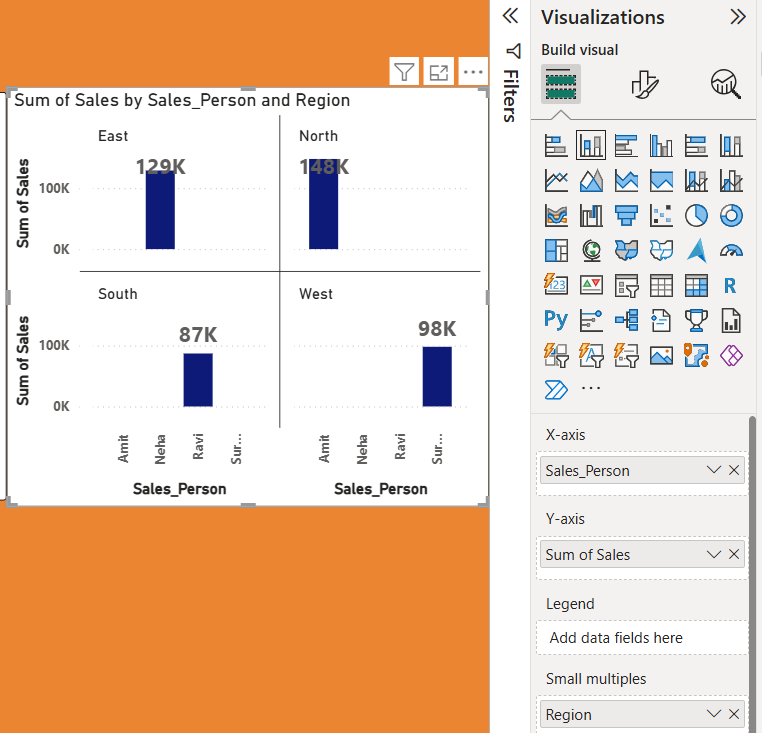 Visualizations
Build visual
Filters
Sum of Sales by Sales_Person and Region
East
North
129K
148K
Sum of Sales
100K
0K
South
West
87K
98K
Sum of Sales
100K
0K
Amit
Neha
Ravi
Sur...
Amit
Neha
Ravi
Sur...
Sales_Person
Sales_Person
123
R
Py
A
X-axis
Sales_Person
Y-axis
Sum of Sales
Legend
Add data fields here
Small multiples
Region